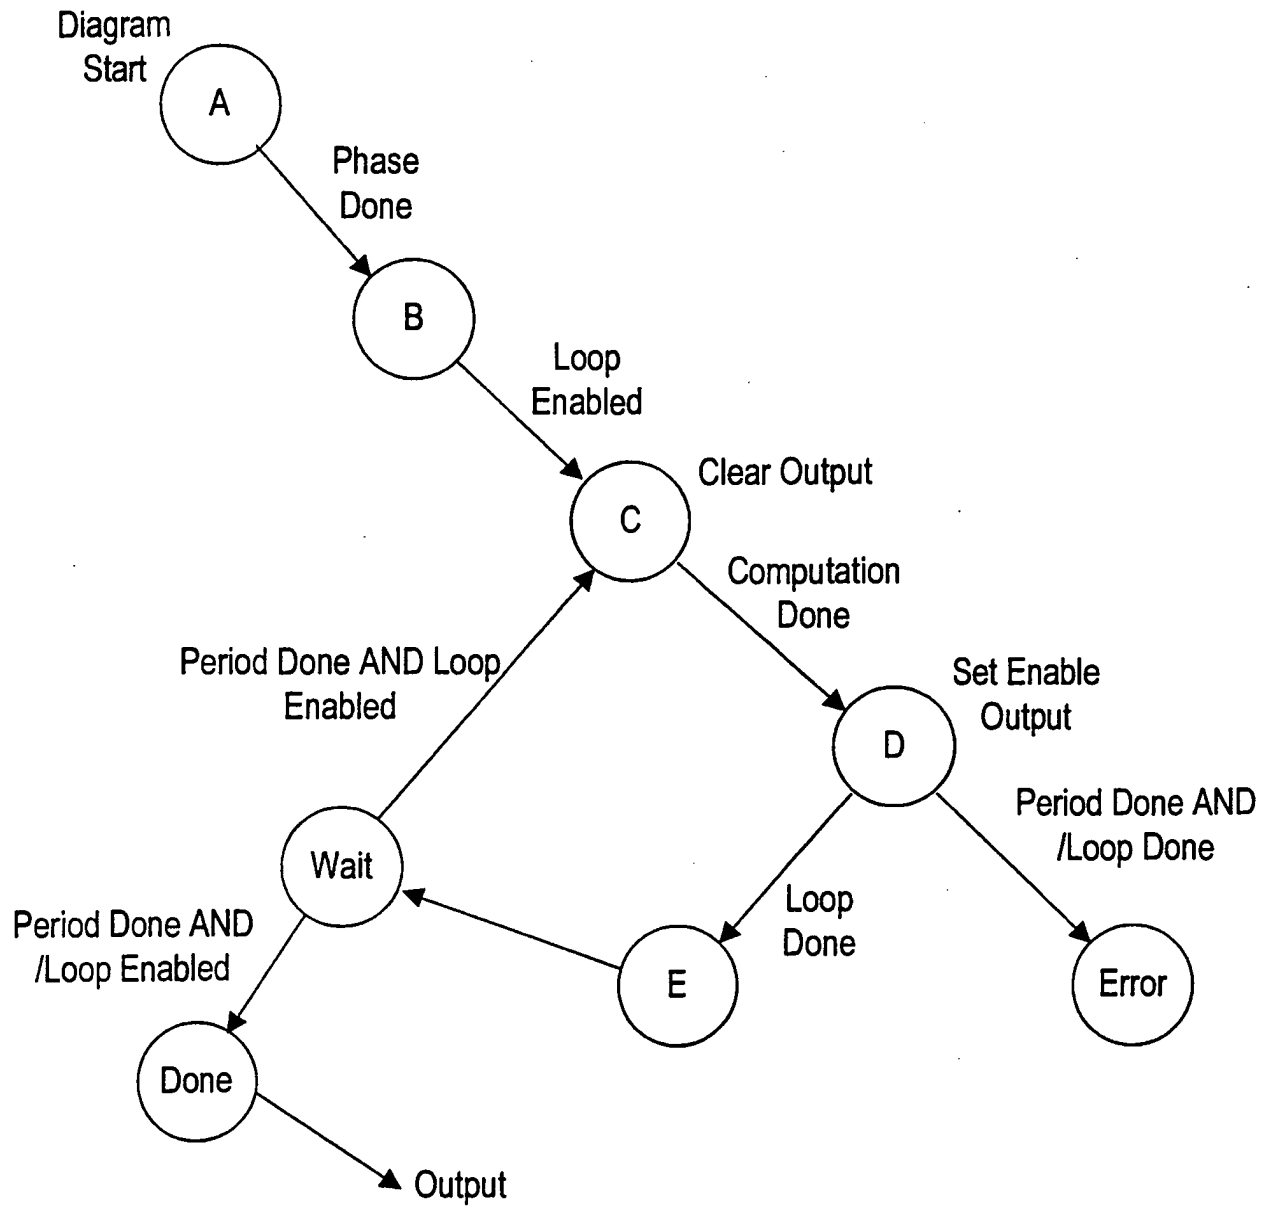 Diagram
Start
A
Phase
Done
B
Loop
Enabled
C
Clear Output
Computation
Done
Period Done AND Loop
Enabled
Set Enable
Output
D
Period Done AND
/Loop Done
Wait
Loop
Done
Period Done AND
/Loop Enabled
E
Error
Done
Output